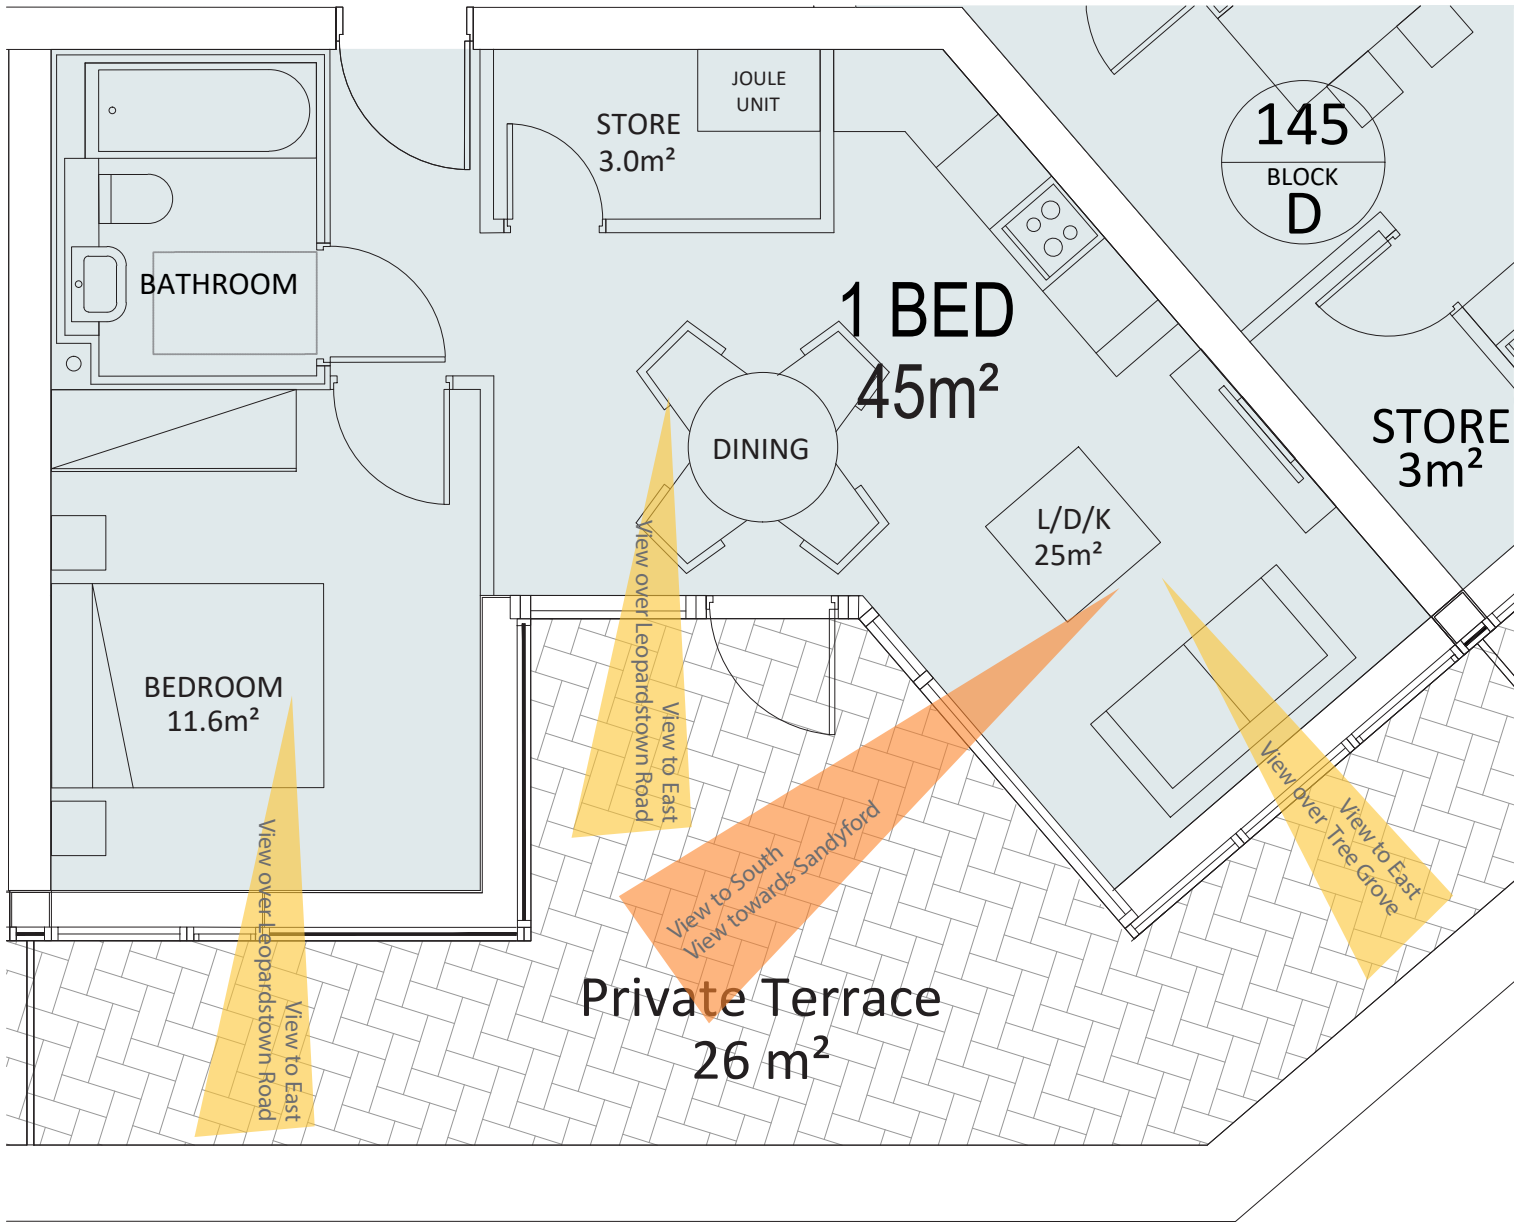 JOULE
UNIT
STORE
3.0m²
145
BLOCK
D
BATHROOM
1 BED
45m²
DINING
STORE
3m²
L/D/K
25m²
BEDROOM
11.6m²
View to East
View over Leopardstown Road
View to South
View towards Sandyford
View to East
View over Tree Grove
View to East
View over Leopardstown Road
Private Terrace
26 m²